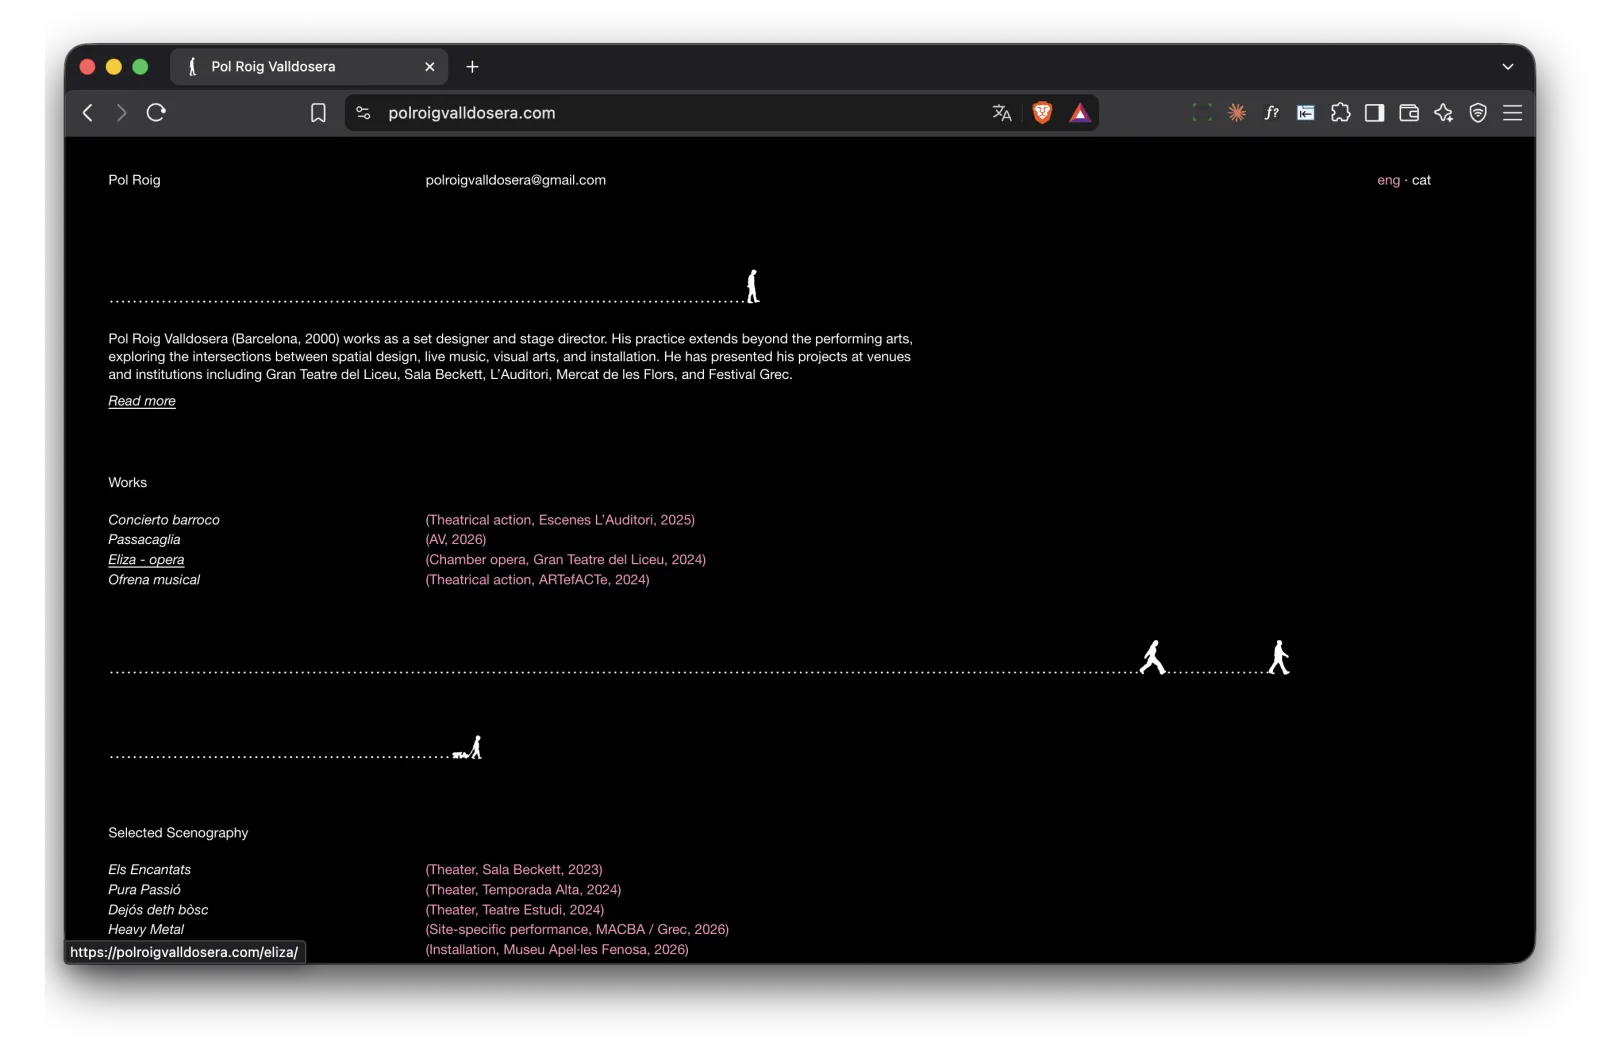 Pol Roig Valldosera
polroigvalldosera.com
f?
Pol Roig
polroigvalldosera@gmail.com
eng · cat
Pol Roig Valldosera (Barcelona, 2000) works as a set designer and stage director. His practice extends beyond the performing arts,
exploring the intersections between spatial design, live music, visual arts, and installation. He has presented his projects at venues
and institutions including Gran Teatre del Liceu, Sala Beckett, L’Auditori, Mercat de les Flors, and Festival Grec.
Read more
Works
Concierto barroco (Theatrical action, Escenes L’Auditori, 2025)
Passacaglia (AV, 2026)
Eliza - opera (Chamber opera, Gran Teatre del Liceu, 2024)
Ofrena musical (Theatrical action, ARTefACTe, 2024)
Selected Scenography
Els Encantats (Theater, Sala Beckett, 2023)
Pura Passió (Theater, Temporada Alta, 2024)
Dejós deth bòsc (Theater, Teatre Estudi, 2024)
Heavy Metal (Site-specific performance, MACBA / Grec, 2026)
(Installation, Museu Apel·les Fenosa, 2026)
https://polroigvalldosera.com/eliza/